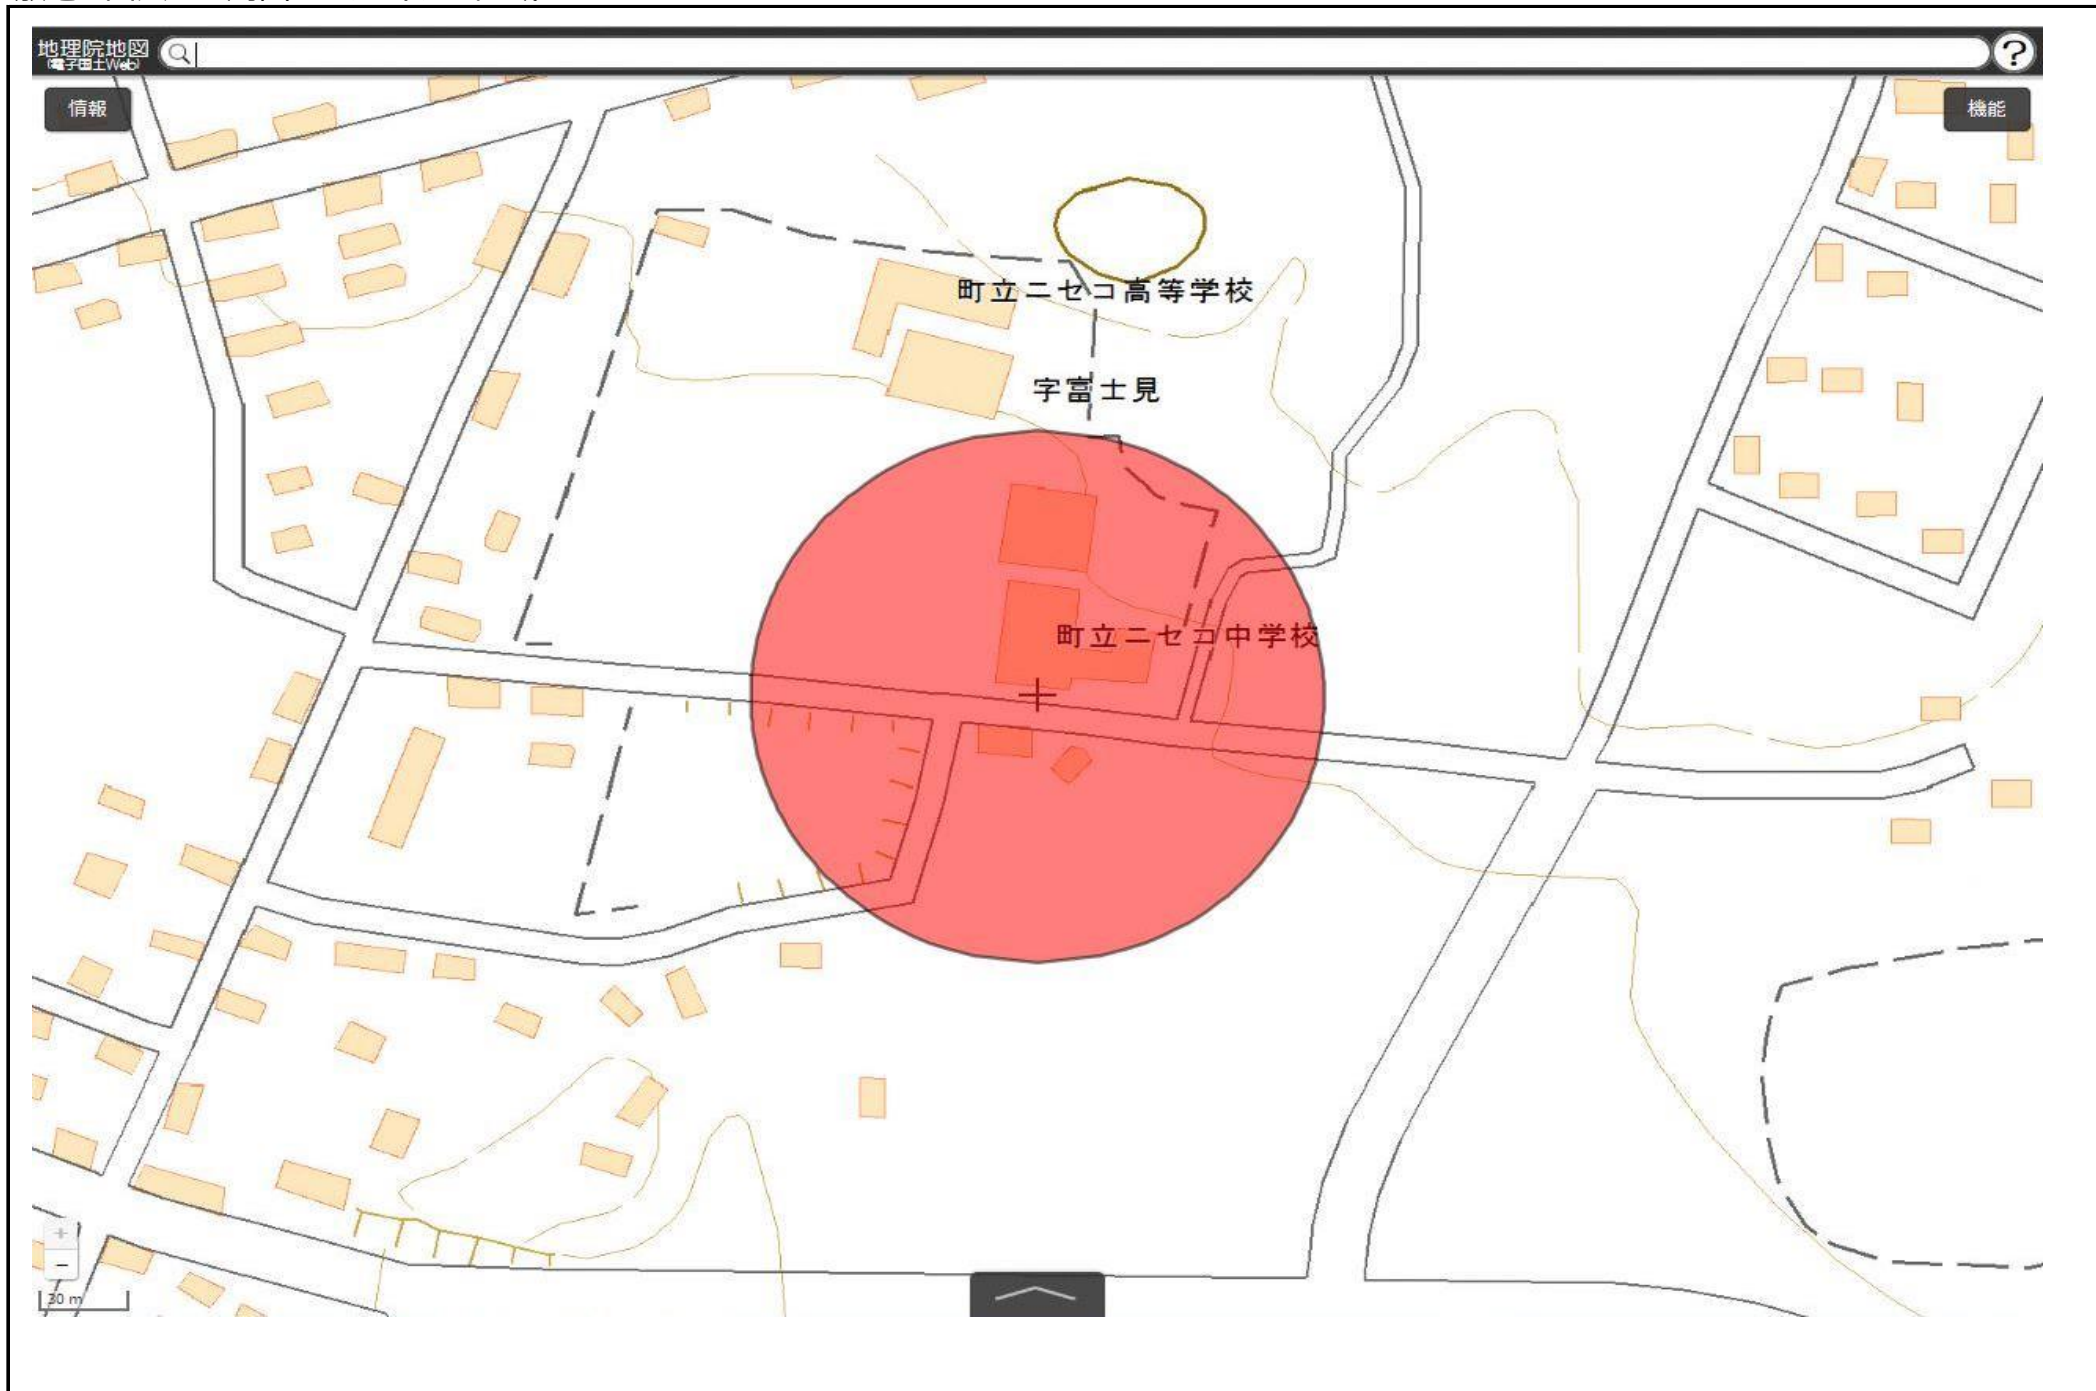 地理院地図
(電子国土Web)
?
情報
機能
町立ニセコ高等学校
字富士見
町立ニセコ中学校
+
−
30 m